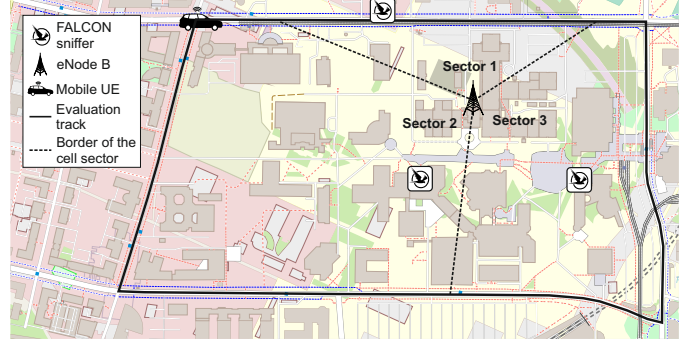 FALCON
sniffer
eNode B
Mobile UE
Evaluation
track
Border of the
cell sector
Sector 1
Sector 2
Sector 3